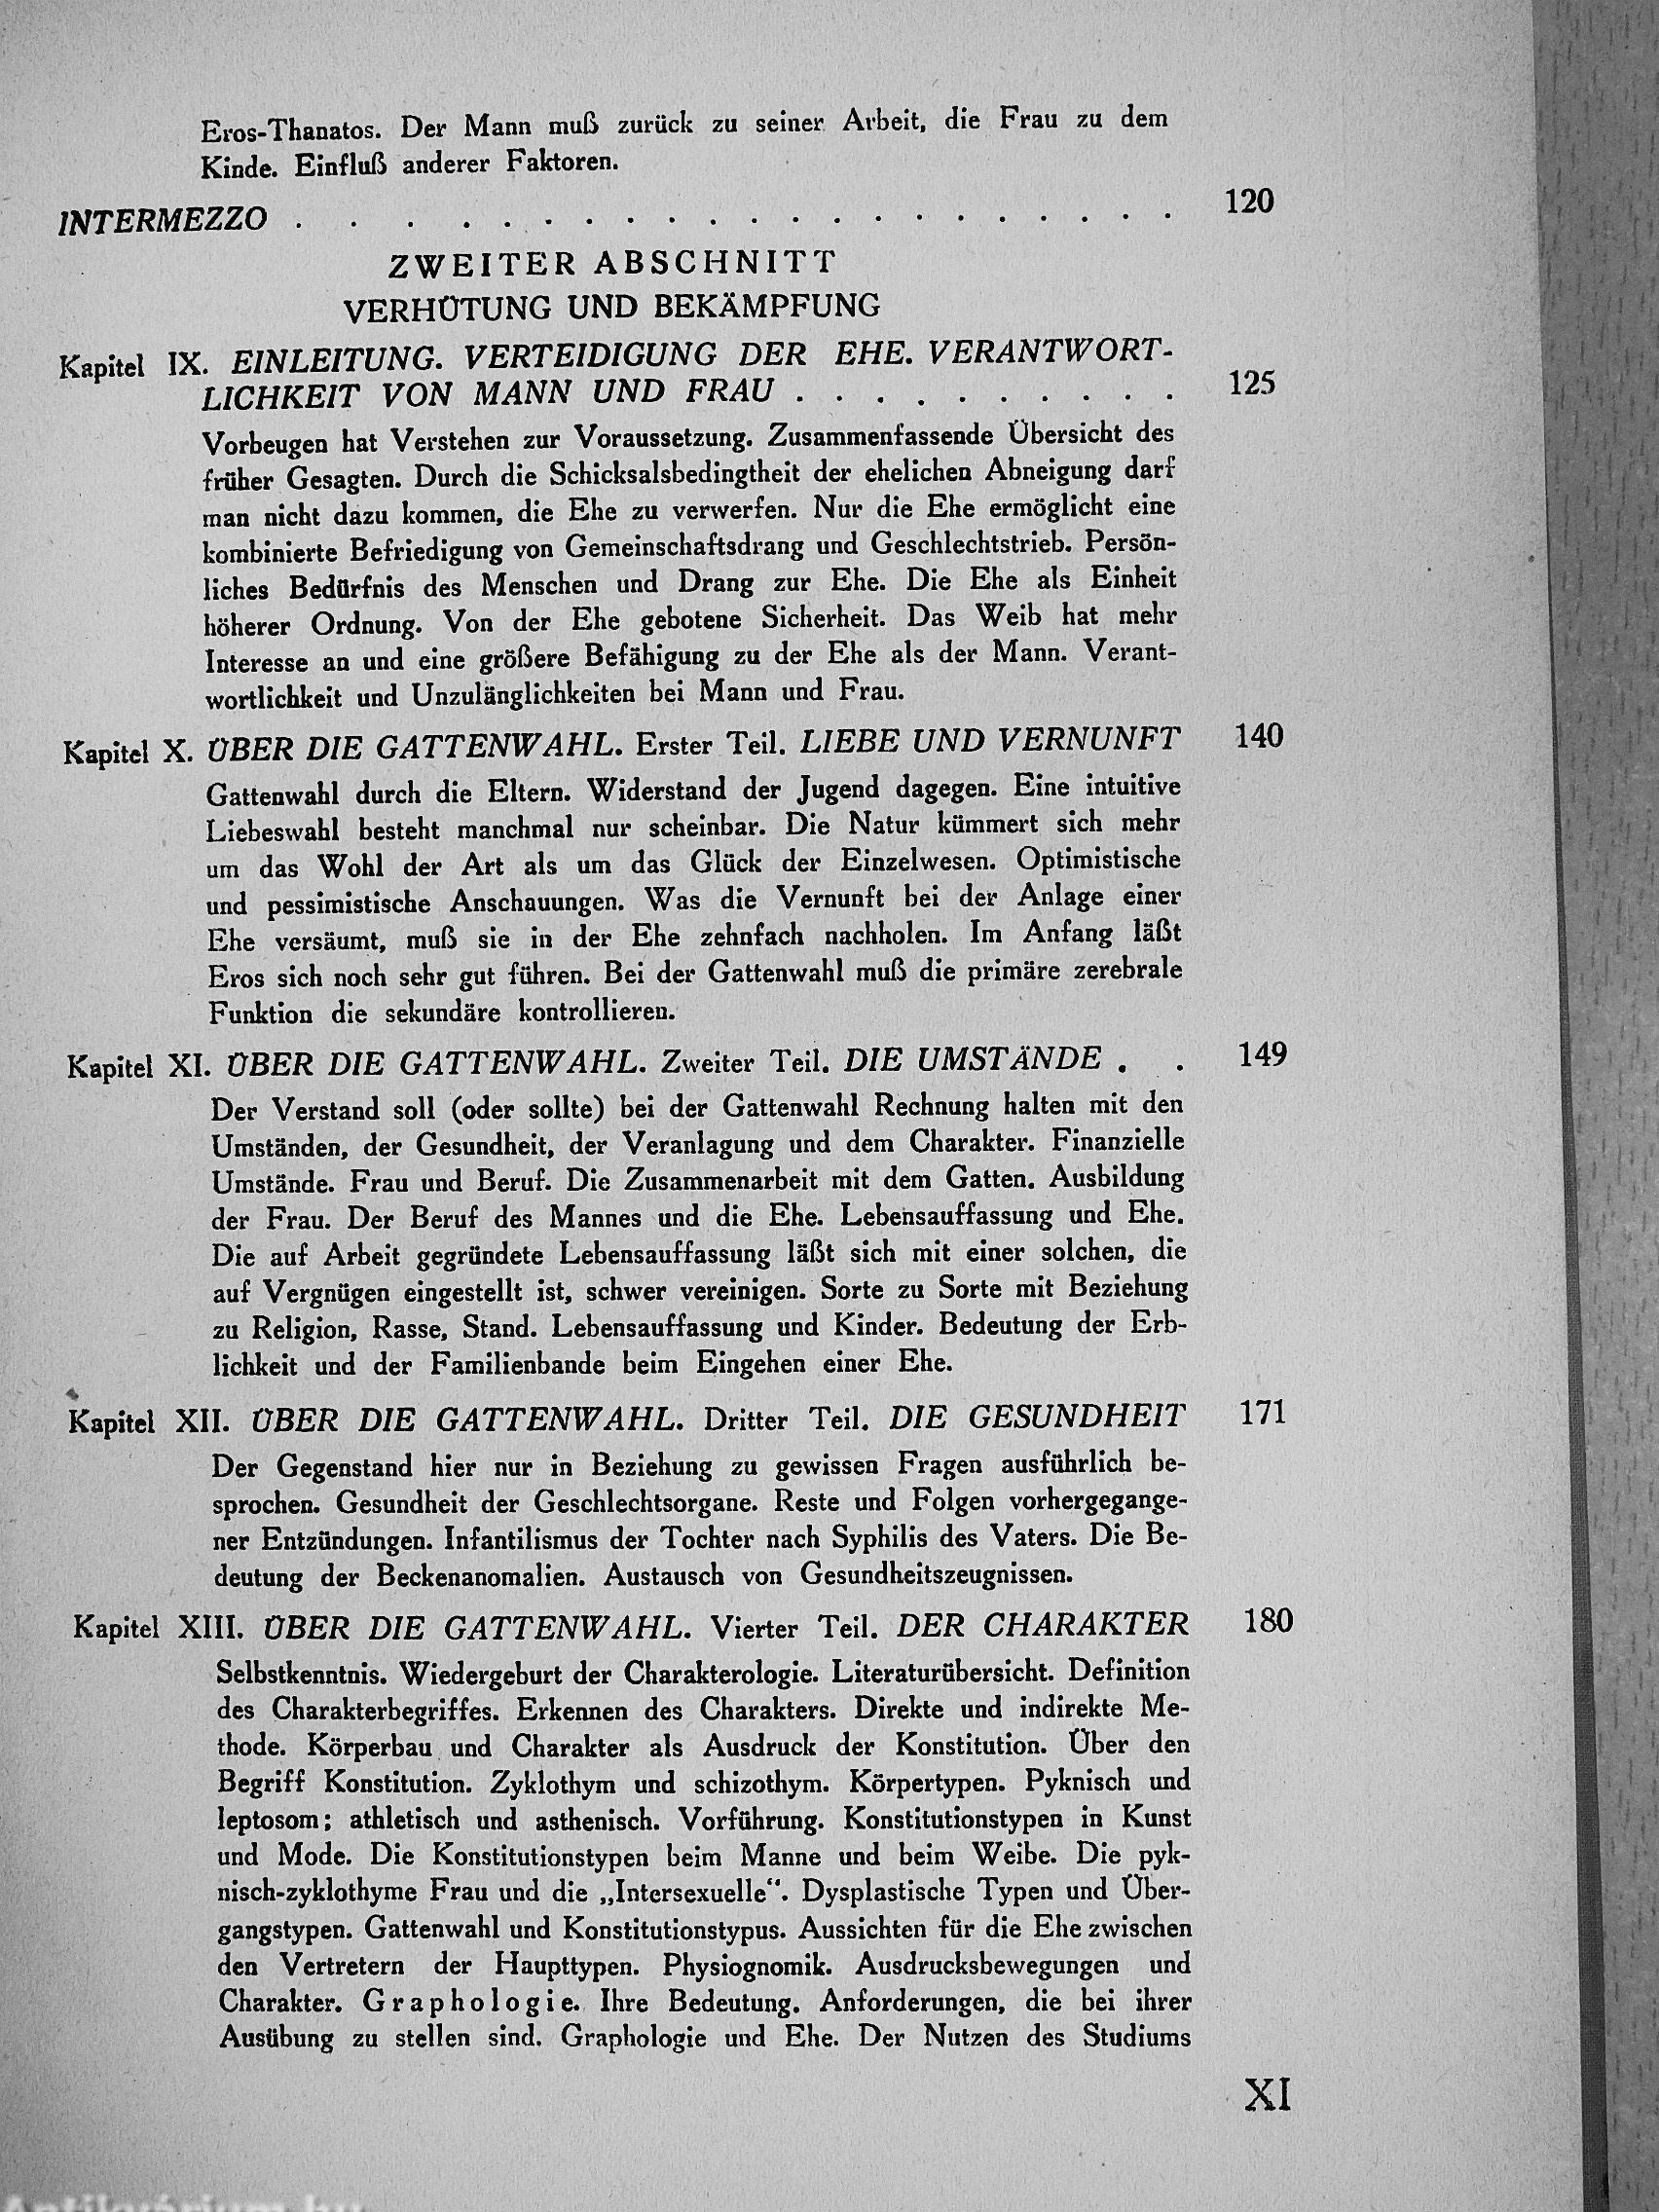 Eros-Thanatos. Der Mann muß zurück zu seiner Arbeit, die Frau zu dem
Kinde. Einfluß anderer Faktoren.
INTERMEZZO . . . . . . . . . . . . . . . . . . . . . 120
ZWEITER ABSCHNITT
VERHÜTUNG UND BEKÄMPFUNG
Kapitel IX. EINLEITUNG. VERTEIDIGUNG DER EHE. VERANTWORT-
LICHKEIT VON MANN UND FRAU . . . . . . . . . . 125
Vorbeugen hat Verstehen zur Voraussetzung. Zusammenfassende Übersicht des
früher Gesagten. Durch die Schicksalsbedingtheit der ehelichen Abneigung darf
man nicht dazu kommen, die Ehe zu verwerfen. Nur die Ehe ermöglicht eine
kombinierte Befriedigung von Gemeinschaftsdrang und Geschlechtstrieb. Persön-
liches Bedürfnis des Menschen und Drang zur Ehe. Die Ehe als Einheit
höherer Ordnung. Von der Ehe gebotene Sicherheit. Das Weib hat mehr
Interesse an und eine größere Befähigung zu der Ehe als der Mann. Verant-
wortlichkeit und Unzulänglichkeiten bei Mann und Frau.
Kapitel X. ÜBER DIE GATTENWAHL. Erster Teil. LIEBE UND VERNUNFT 140
Gattenwahl durch die Eltern. Widerstand der Jugend dagegen. Eine intuitive
Liebeswahl besteht manchmal nur scheinbar. Die Natur kümmert sich mehr
um das Wohl der Art als um das Glück der Einzelwesen. Optimistische
und pessimistische Anschauungen. Was die Vernunft bei der Anlage einer
Ehe versäumt, muß sie in der Ehe zehnfach nachholen. Im Anfang läßt
Eros sich noch sehr gut führen. Bei der Gattenwahl muß die primäre zerebrale
Funktion die sekundäre kontrollieren.
Kapitel XI. ÜBER DIE GATTENWAHL. Zweiter Teil. DIE UMSTÄNDE . . 149
Der Verstand soll (oder sollte) bei der Gattenwahl Rechnung halten mit den
Umständen, der Gesundheit, der Veranlagung und dem Charakter. Finanzielle
Umstände. Frau und Beruf. Die Zusammenarbeit mit dem Gatten. Ausbildung
der Frau. Der Beruf des Mannes und die Ehe. Lebensauffassung und Ehe.
Die auf Arbeit gegründete Lebensauffassung läßt sich mit einer solchen, die
auf Vergnügen eingestellt ist, schwer vereinigen. Sorte zu Sorte mit Beziehung
zu Religion, Rasse, Stand. Lebensauffassung und Kinder. Bedeutung der Erb-
lichkeit und der Familienbande beim Eingehen einer Ehe.
Kapitel XII. ÜBER DIE GATTENWAHL. Dritter Teil. DIE GESUNDHEIT 171
Der Gegenstand hier nur in Beziehung zu gewissen Fragen ausführlich be-
sprochen. Gesundheit der Geschlechtsorgane. Reste und Folgen vorhergegange-
ner Entzündungen. Infantilismus der Tochter nach Syphilis des Vaters. Die Be-
deutung der Beckenanomalien. Austausch von Gesundheitszeugnissen.
Kapitel XIII. ÜBER DIE GATTENWAHL. Vierter Teil. DER CHARAKTER 180
Selbstkenntnis. Wiedergeburt der Charakterologie. Literaturübersicht. Definition
des Charakterbegriffes. Erkennen des Charakters. Direkte und indirekte Me-
thode. Körperbau und Charakter als Ausdruck der Konstitution. Über den
Begriff Konstitution. Zyklothym und schizothym. Körpertypen. Pyknisch und
leptosom; athletisch und asthenisch. Vorführung. Konstitutionstypen in Kunst
und Mode. Die Konstitutionstypen beim Manne und beim Weibe. Die pyk-
nisch-zyklothyme Frau und die „Intersexuelle“. Dysplastische Typen und Über-
gangstypen. Gattenwahl und Konstitutionstypus. Aussichten für die Ehe zwischen
den Vertretern der Haupttypen. Physiognomik. Ausdrucksbewegungen und
Charakter. Graphologie. Ihre Bedeutung. Anforderungen, die bei ihrer
Ausübung zu stellen sind. Graphologie und Ehe. Der Nutzen des Studiums
XI